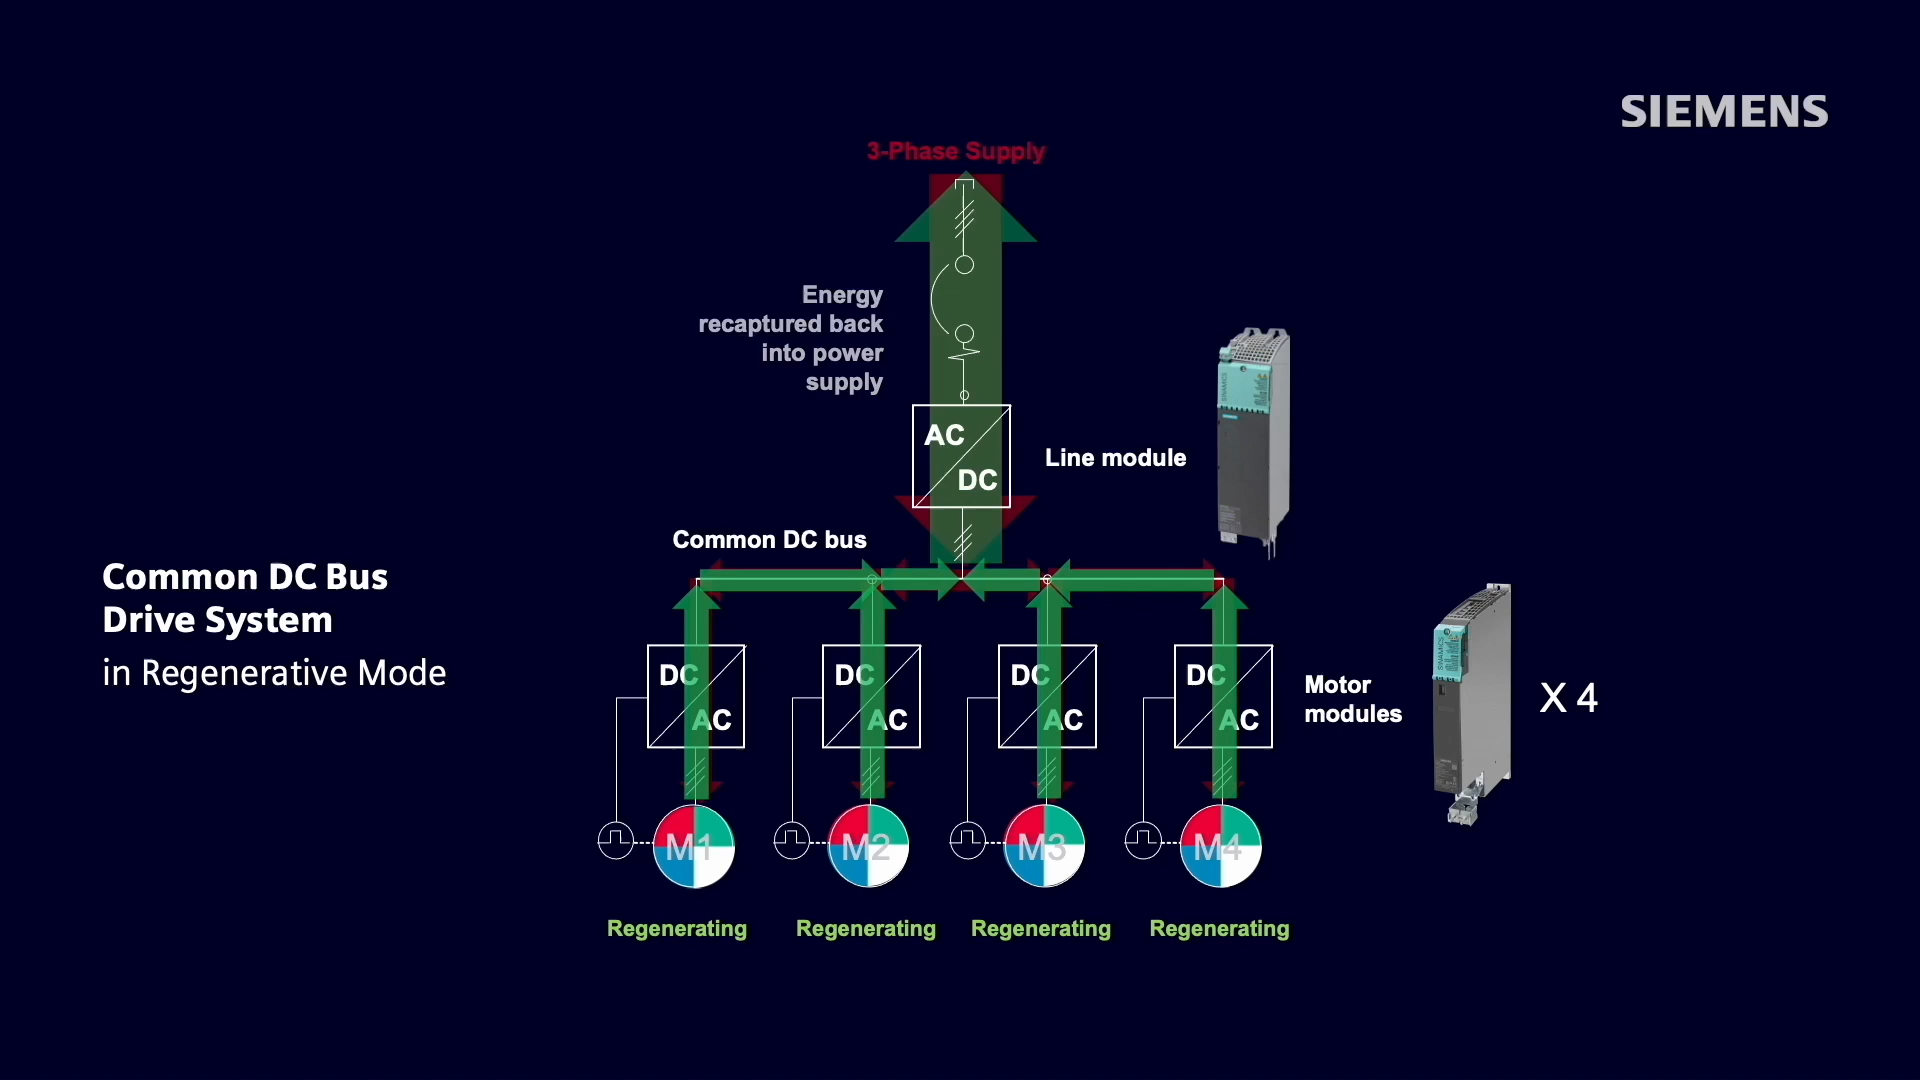 SIEMENS
3-Phase Supply
Energy
recaptured back
into power
supply
AC
DC
Line module
Common DC bus
Common DC Bus
Drive System
in Regenerative Mode
DC
AC
DC
AC
DC
AC
DC
AC
Motor
modules
X 4
M1
M2
M3
M4
Regenerating
Regenerating
Regenerating
Regenerating
SINAMICS
SINAMICS